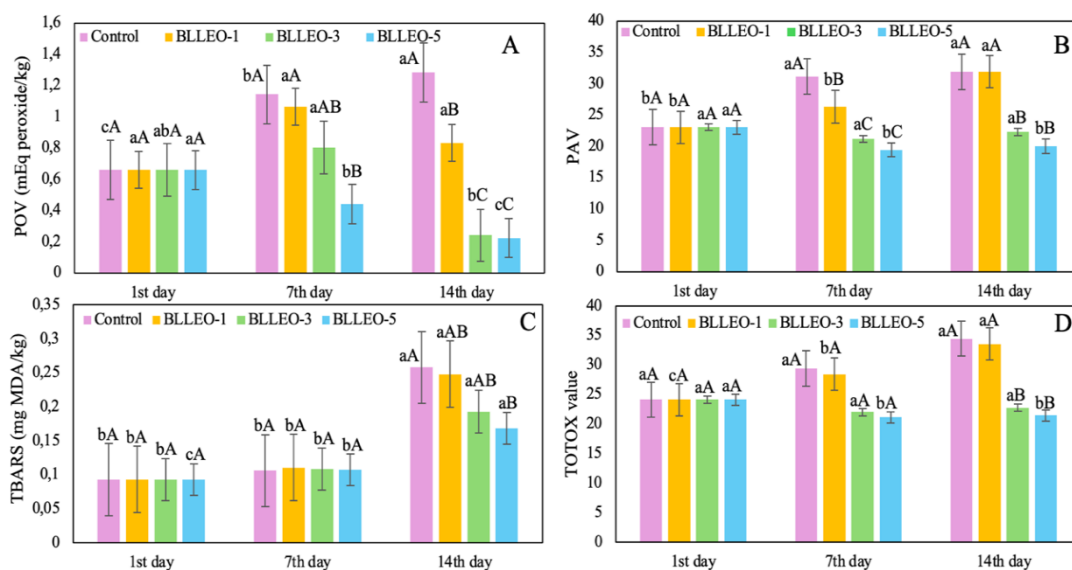 1,6
1,4
1,2
1
0,8
0,6
0,4
0,2
0
POV (mEq peroxide/kg)
Control BLLEO-1 BLLEO-3 BLLEO-5
A
cA aA abA aA
bA aA aAB bB
aA aB bC cC
1st day 7th day 14th day
40
35
30
25
20
15
10
5
0
PAV
Control BLLEO-1 BLLEO-3 BLLEO-5
B
bA bA aA aA
aA bB aC bC
aA aA aB bB
1st day 7th day 14th day
0,35
0,3
0,25
0,2
0,15
0,1
0,05
0
TBARS (mg MDA/kg)
Control BLLEO-1 BLLEO-3 BLLEO-5
C
bA bA bA cA
bA bA bA bA
aA aAB aAB aB
1st day 7th day 14th day
40
35
30
25
20
15
10
5
0
TOTOX value
Control BLLEO-1 BLLEO-3 BLLEO-5
D
aA cA aA aA
aA bA aA bA
aA aA aB bB
1st day 7th day 14th day